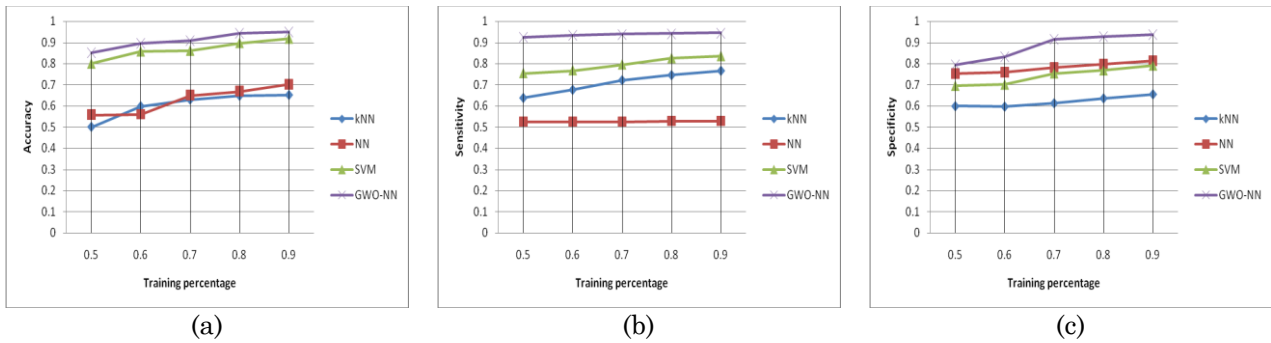 1
0.9
0.8
0.7
0.6
0.5
0.4
0.3
0.2
0.1
0
Accuracy
0.5 0.6 0.7 0.8 0.9
Training percentage
kNN
NN
SVM
GWO-NN
(a)
1
0.9
0.8
0.7
0.6
0.5
0.4
0.3
0.2
0.1
0
Sensitivity
0.5 0.6 0.7 0.8 0.9
Training percentage
kNN
NN
SVM
GWO-NN
(b)
1
0.9
0.8
0.7
0.6
0.5
0.4
0.3
0.2
0.1
0
Specificity
0.5 0.6 0.7 0.8 0.9
Training percentage
kNN
NN
SVM
GWO-NN
(c)